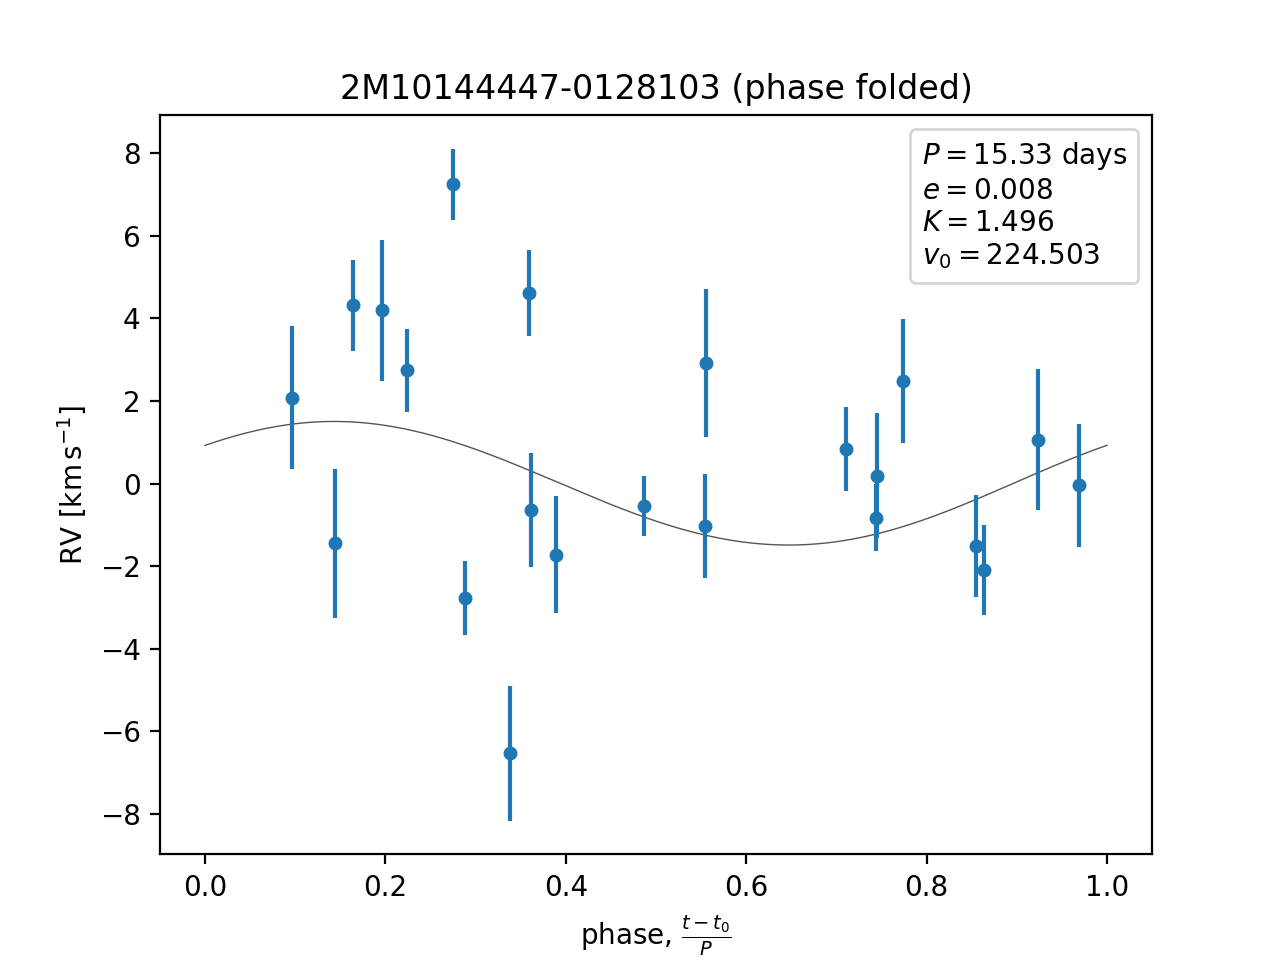 2M10144447-0128103 (phase folded)
P = 15.33 days
e = 0.008
K = 1.496
v₀ = 224.503
RV [km s⁻¹]
8
6
4
2
0
−2
−4
−6
−8
0.0 0.2 0.4 0.6 0.8 1.0
phase, (t − t₀)/P